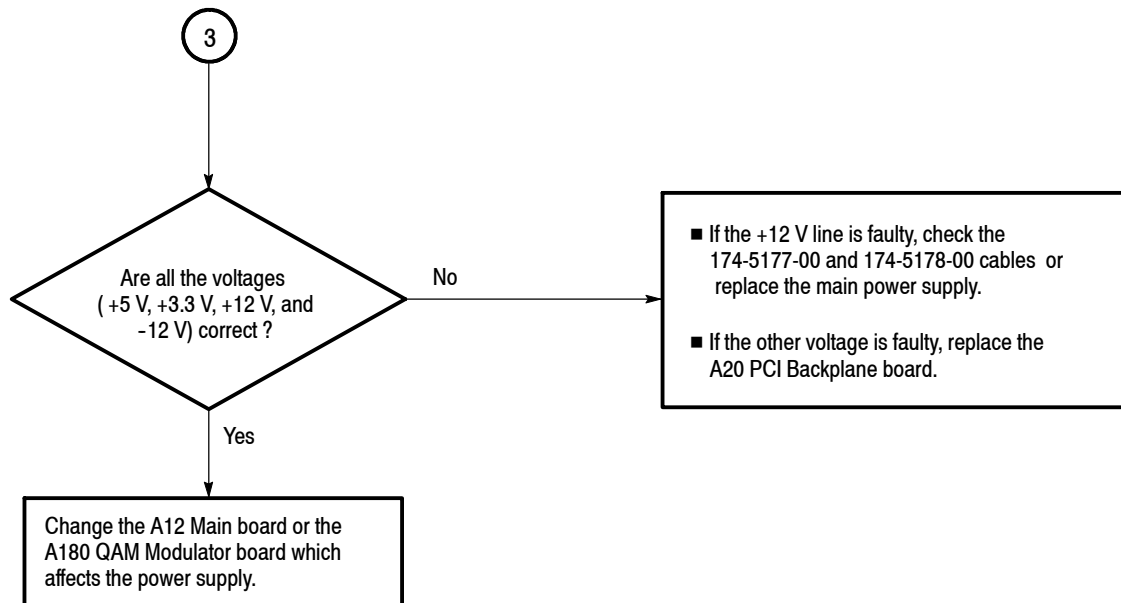 3
Are all the voltages
( +5 V, +3.3 V, +12 V, and
-12 V) correct ?
No
■ If the +12 V line is faulty, check the
174-5177-00 and 174-5178-00 cables or
replace the main power supply.
■ If the other voltage is faulty, replace the
A20 PCI Backplane board.
Yes
Change the A12 Main board or the
A180 QAM Modulator board which
affects the power supply.